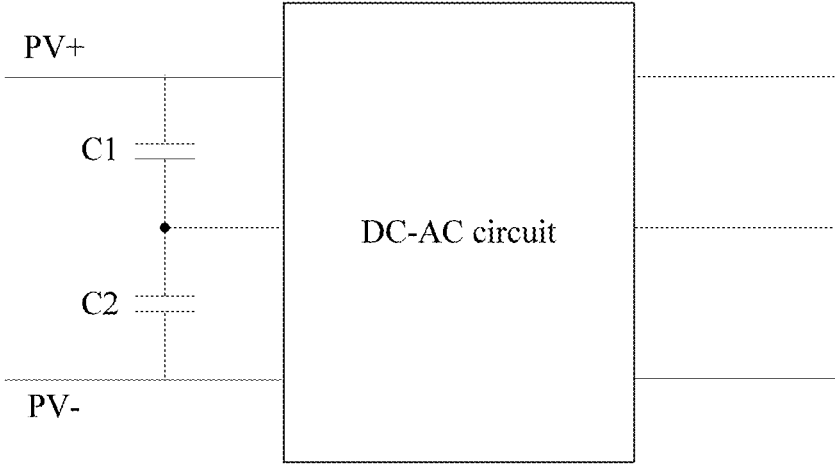 PV+
C1
DC-AC circuit
C2
PV-